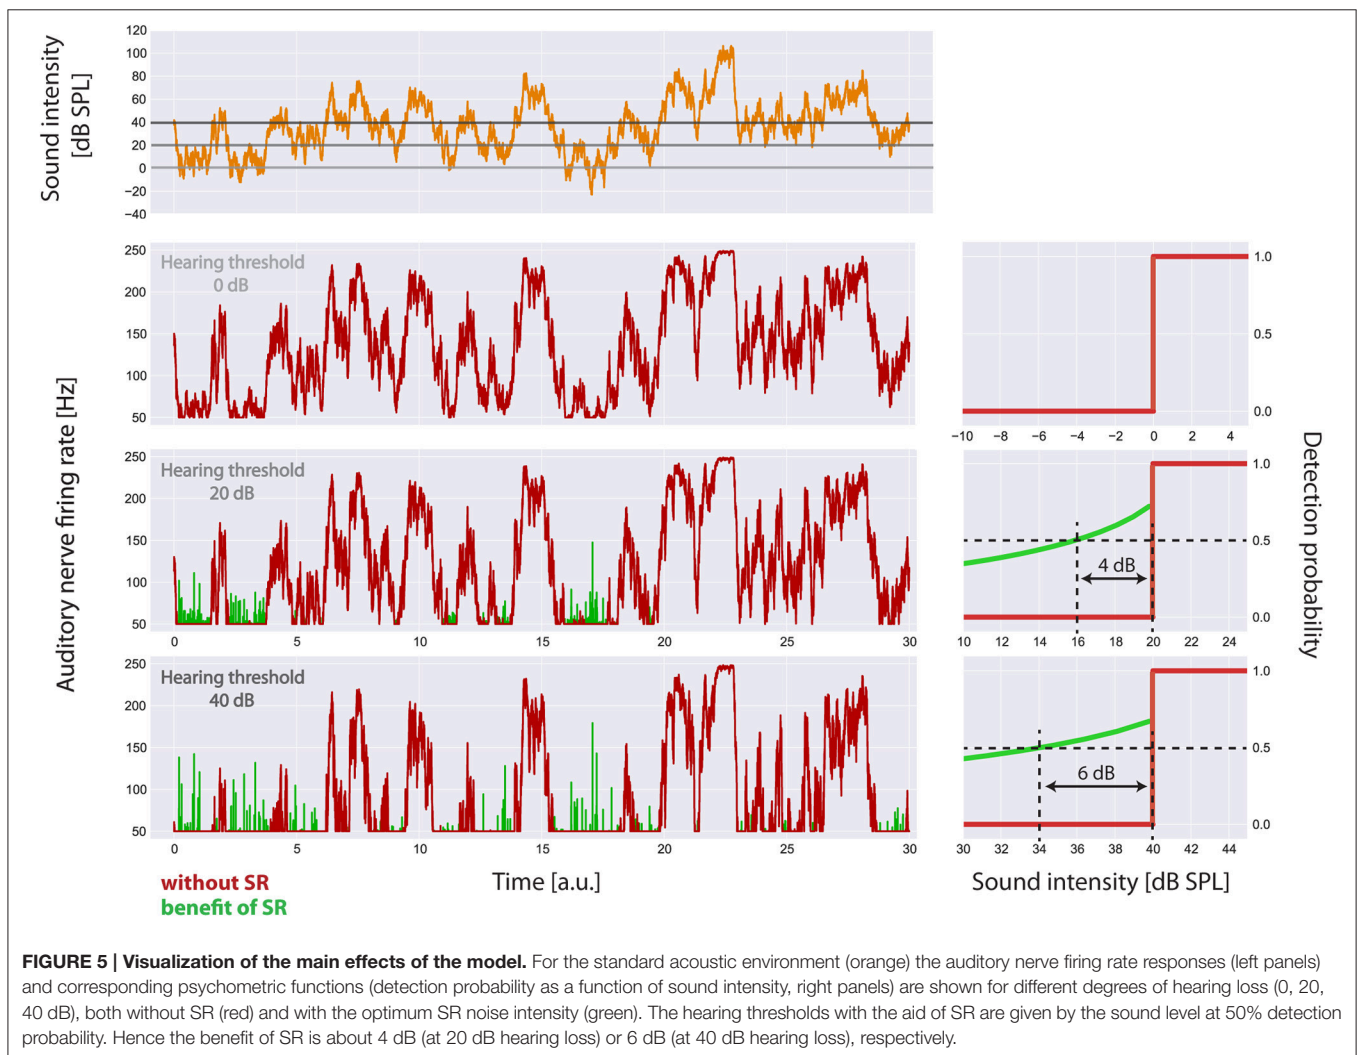 Sound intensity
[dB SPL]
120
100
80
60
40
20
0
−20
−40
Auditory nerve firing rate [Hz]
250
200
150
100
50
Hearing threshold
0 dB
1.0
0.5
0.0
−10 −8 −6 −4 −2 0 2 4
Detection probability
250
200
150
100
50
Hearing threshold
20 dB
0 5 10 15 20 25 30
1.0
0.5
0.0
4 dB
10 12 14 16 18 20 22 24
250
200
150
100
50
Hearing threshold
40 dB
0 5 10 15 20 25 30
1.0
0.5
0.0
6 dB
30 32 34 36 38 40 42 44
without SR
benefit of SR
Time [a.u.]
Sound intensity [dB SPL]
FIGURE 5 | Visualization of the main effects of the model. For the standard acoustic environment (orange) the auditory nerve firing rate responses (left panels)
and corresponding psychometric functions (detection probability as a function of sound intensity, right panels) are shown for different degrees of hearing loss (0, 20,
40 dB), both without SR (red) and with the optimum SR noise intensity (green). The hearing thresholds with the aid of SR are given by the sound level at 50% detection
probability. Hence the benefit of SR is about 4 dB (at 20 dB hearing loss) or 6 dB (at 40 dB hearing loss), respectively.